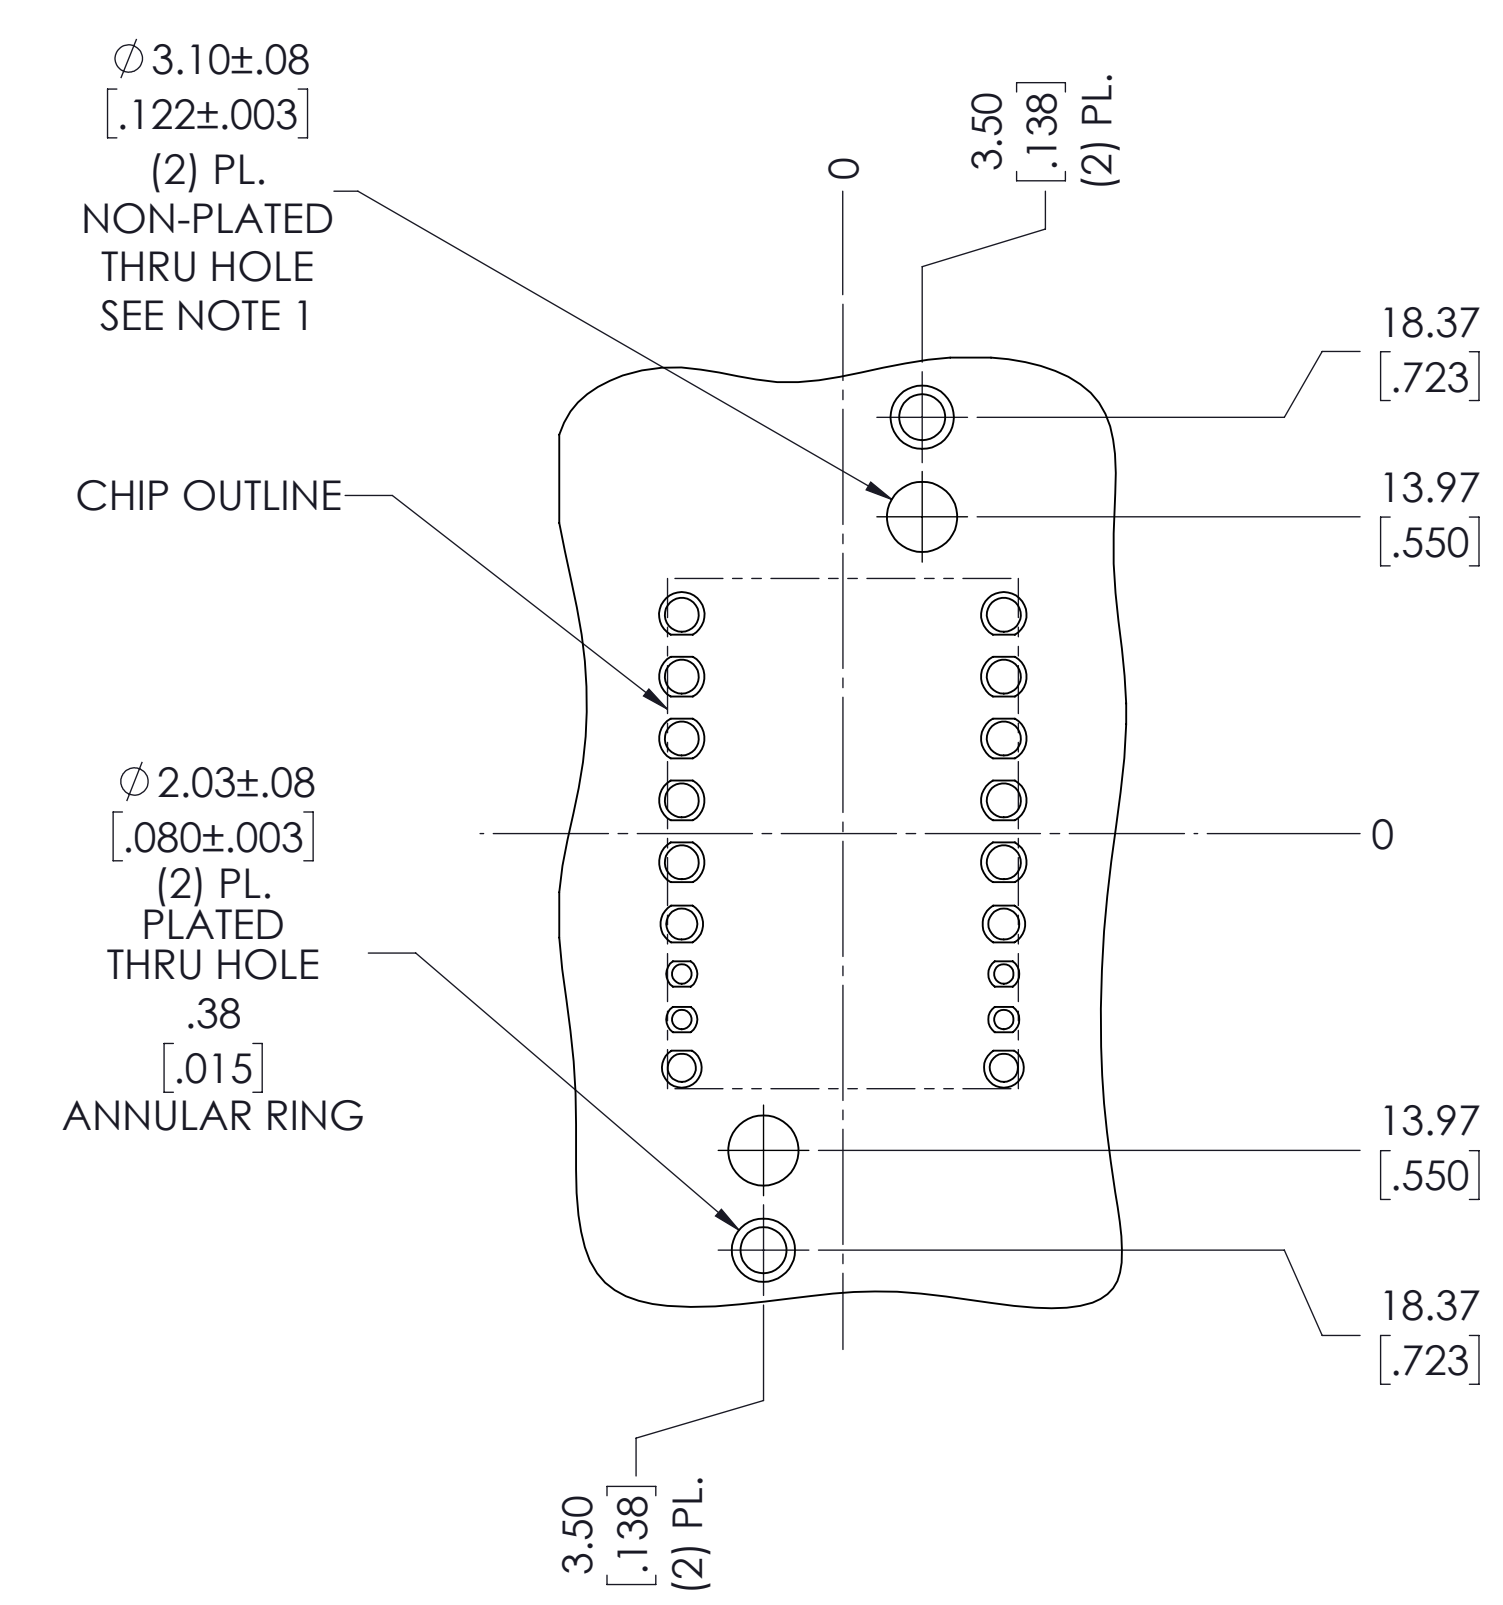 ⌀3.10±.08
[.122±.003]
(2) PL.
NON-PLATED
THRU HOLE
SEE NOTE 1
0
3.50
[.138]
(2) PL.
18.37
[.723]
CHIP OUTLINE
13.97
[.550]
⌀2.03±.08
[.080±.003]
(2) PL.
PLATED
THRU HOLE
.38
[.015]
ANNULAR RING
0
13.97
[.550]
18.37
[.723]
3.50
[.138]
(2) PL.